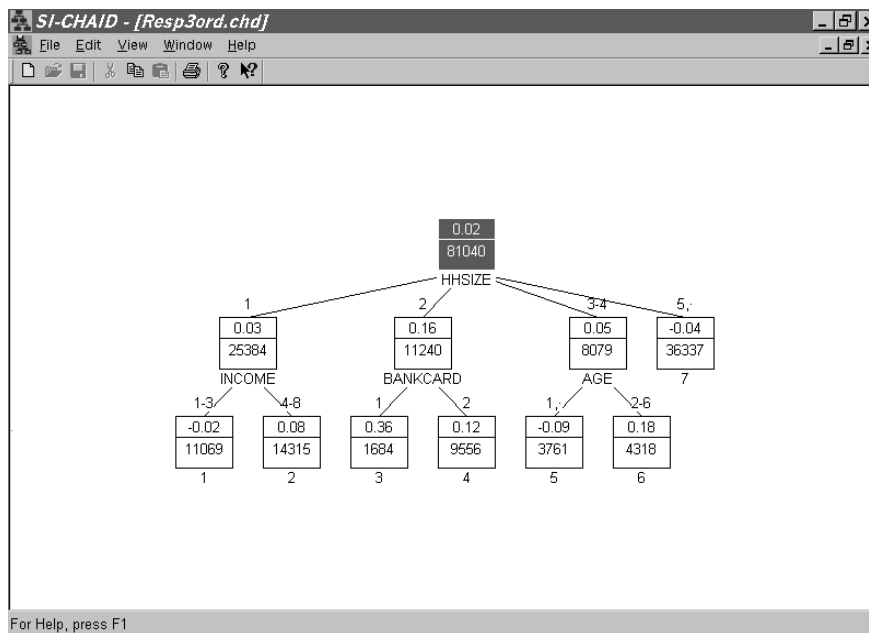 SI-CHAID - [Resp3ord.chd]
File Edit View Window Help
0.02
81040
HHSIZE
1 2 3-4 5,.
0.03 0.16 0.05 -0.04
25384 11240 8079 36337
INCOME BANKCARD AGE 7
1-3 4-8 1 2 1,. 2-6
-0.02 0.08 0.36 0.12 -0.09 0.18
11069 14315 1684 9556 3761 4318
1 2 3 4 5 6
For Help, press F1